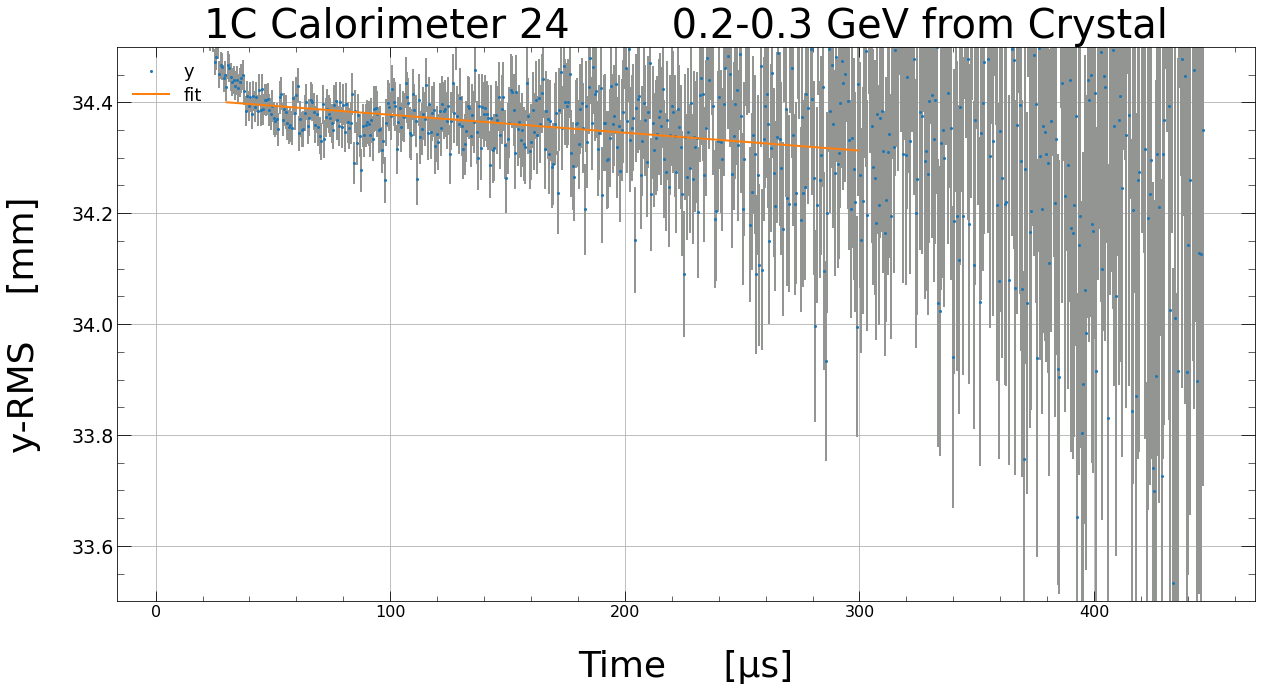 1C Calorimeter 24 0.2-0.3 GeV from Crystal
y
fit
y-RMS [mm]
34.4
34.2
34.0
33.8
33.6
0 100 200 300 400
Time [µs]